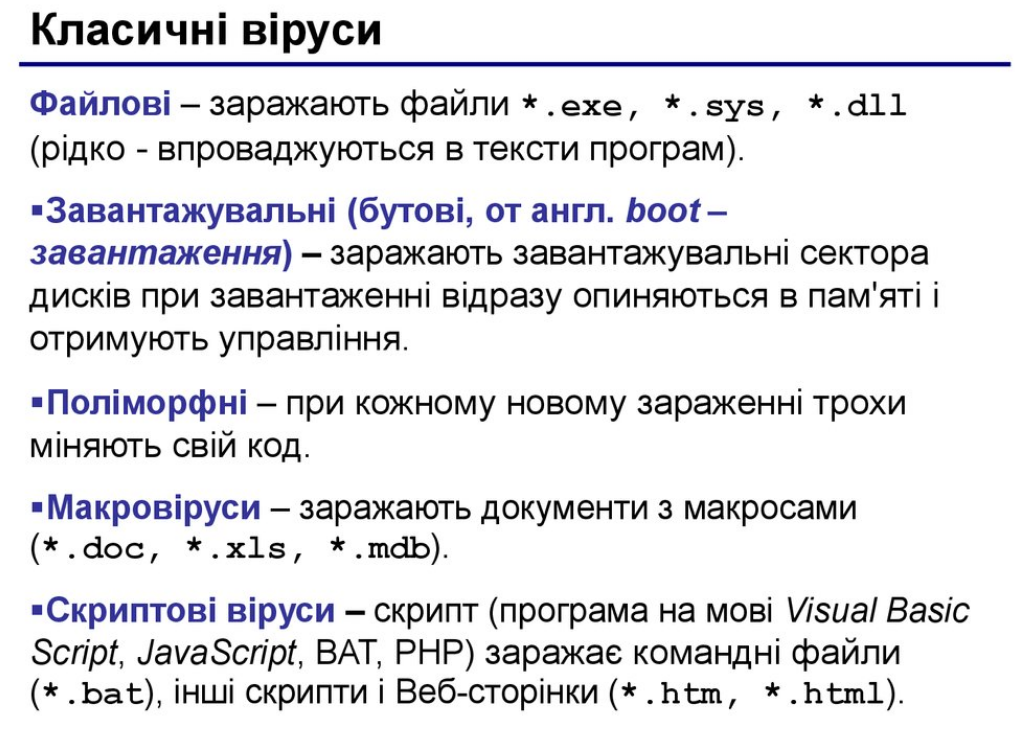 Класичні віруси
Файлові – заражають файли *.exe, *.sys, *.dll
(рідко - впроваджуються в тексти програм).
▪Завантажувальні (бутові, от англ. boot –
завантаження) – заражають завантажувальні сектора
дисків при завантаженні відразу опиняються в пам'яті і
отримують управління.
▪Поліморфні – при кожному новому зараженні трохи
міняють свій код.
▪Макровіруси – заражають документи з макросами
(*.doc, *.xls, *.mdb).
▪Скриптові віруси – скрипт (програма на мові Visual Basic
Script, JavaScript, BAT, PHP) заражає командні файли
(*.bat), інші скрипти і Веб-сторінки (*.htm, *.html).